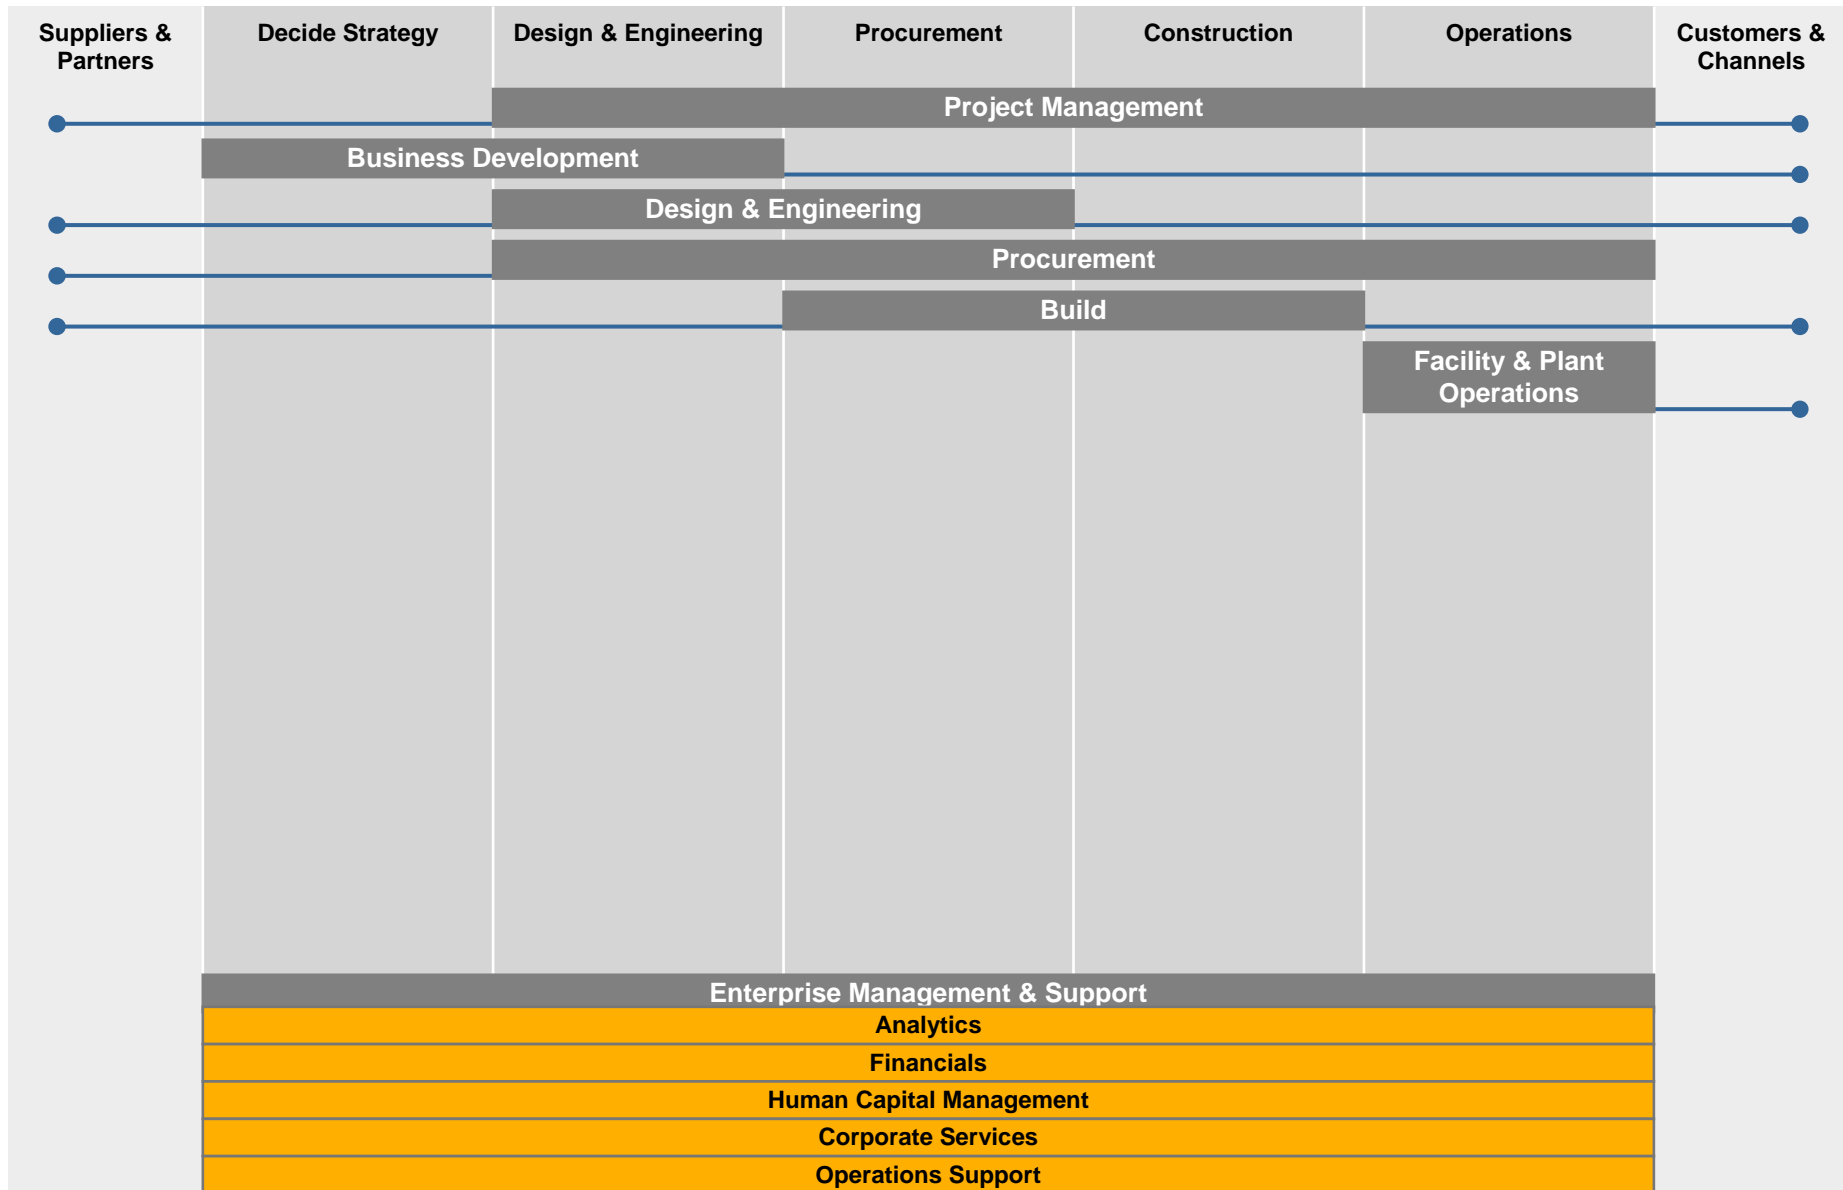 Suppliers &
Partners
Decide Strategy
Design & Engineering
Procurement
Construction
Operations
Customers &
Channels
Project Management
Business Development
Design & Engineering
Procurement
Build
Facility & Plant
Operations
Enterprise Management & Support
Analytics
Financials
Human Capital Management
Corporate Services
Operations Support